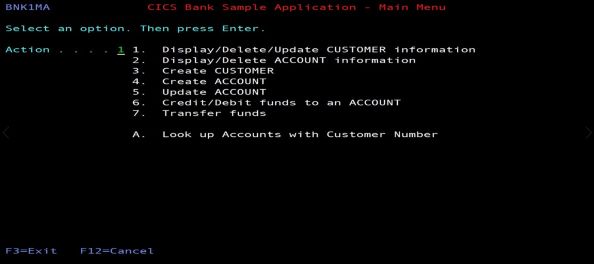 BNK1MA CICS Bank Sample Application - Main Menu
Select an option. Then press Enter.
Action . . . . 1 1. Display/Delete/Update CUSTOMER information
2. Display/Delete ACCOUNT information
3. Create CUSTOMER
4. Create ACCOUNT
5. Update ACCOUNT
6. Credit/Debit funds to an ACCOUNT
7. Transfer funds
A. Look up Accounts with Customer Number
F3=Exit F12=Cancel